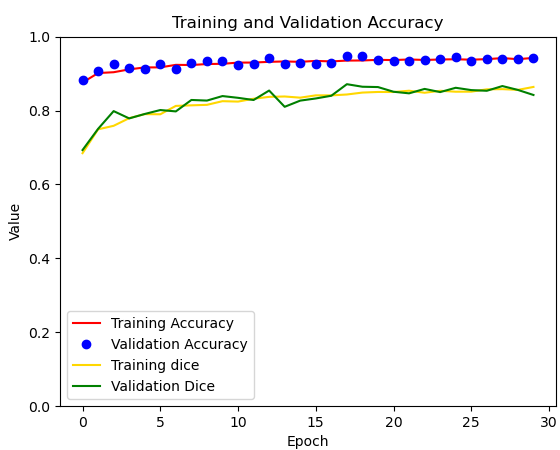 Training and Validation Accuracy
1.0
0.8
0.6
0.4
0.2
0.0
Value
Training Accuracy
Validation Accuracy
Training dice
Validation Dice
0 5 10 15 20 25 30
Epoch